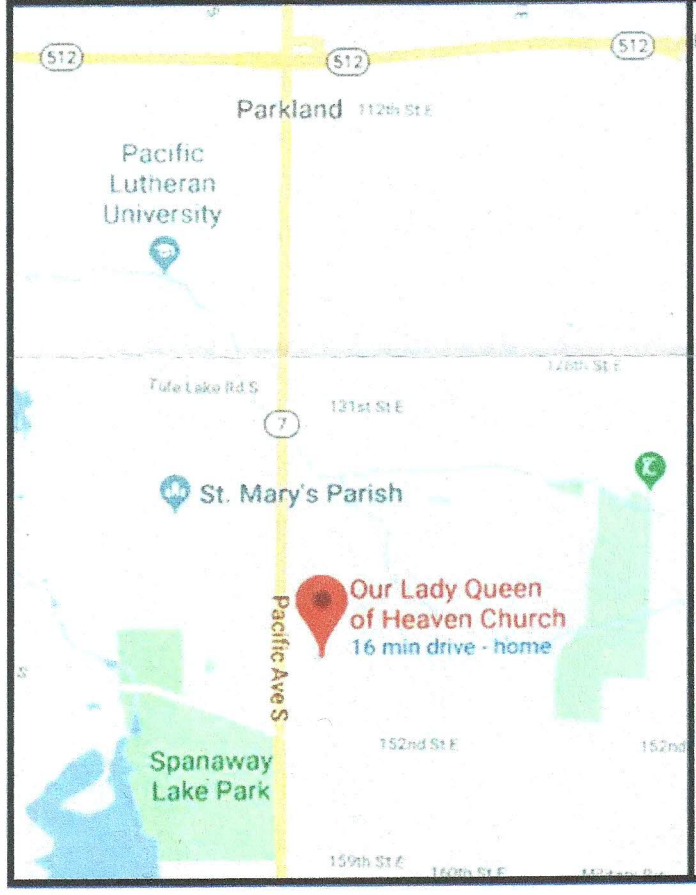 512
512
512
Parkland
112th St E
Pacific
Lutheran
University
Tule Lake Rd S
128th St E
131st St E
7
St. Mary's Parish
Our Lady Queen
of Heaven Church
16 min drive - home
Pacific Ave S
S
152nd St E
152nd
Spanaway
Lake Park
159th St E
160th St E